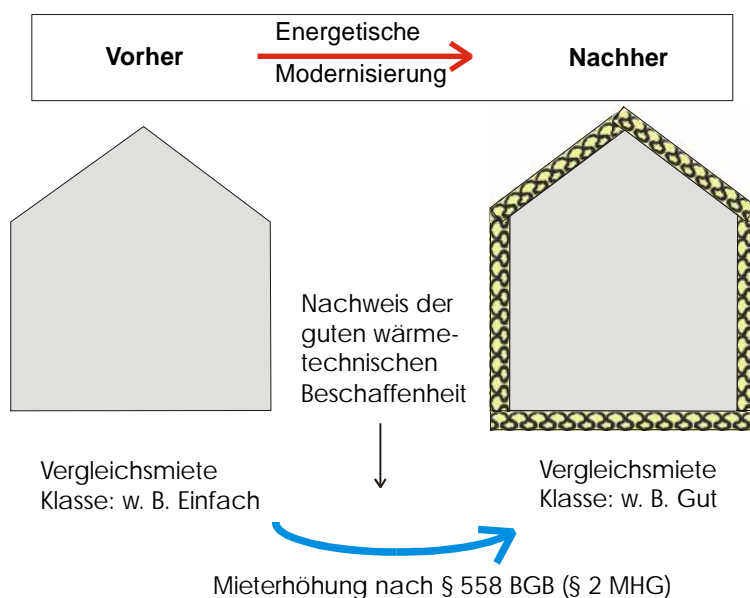 Vorher
Energetische
Modernisierung
Nachher
Nachweis der
guten wärme-
technischen
Beschaffenheit
Vergleichsmiete
Klasse: w. B. Einfach
Vergleichsmiete
Klasse: w. B. Gut
Mieterhöhung nach § 558 BGB (§ 2 MHG)